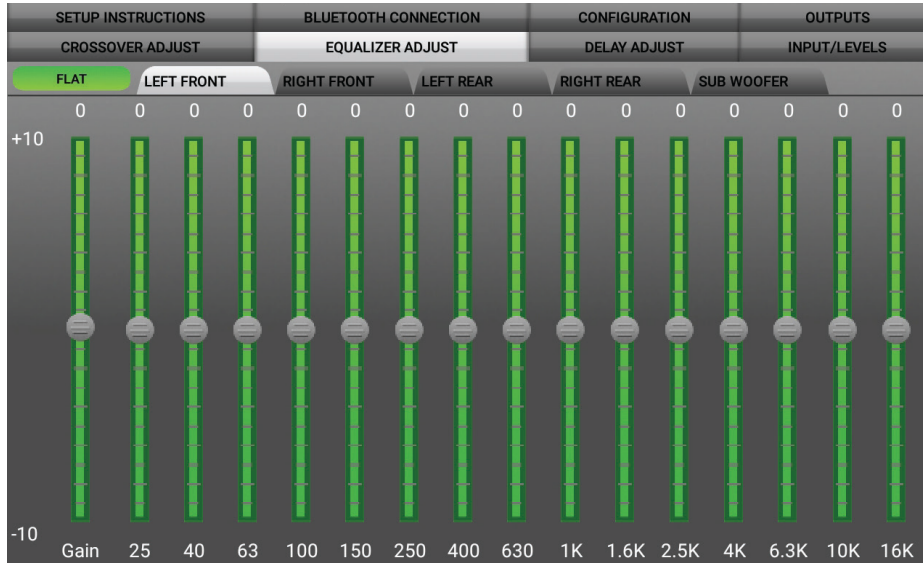 SETUP INSTRUCTIONS BLUETOOTH CONNECTION CONFIGURATION OUTPUTS
CROSSOVER ADJUST EQUALIZER ADJUST DELAY ADJUST INPUT/LEVELS
FLAT LEFT FRONT RIGHT FRONT LEFT REAR RIGHT REAR SUB WOOFER
0 0 0 0 0 0 0 0 0 0 0 0 0 0 0 0
+10
-10
Gain 25 40 63 100 150 250 400 630 1K 1.6K 2.5K 4K 6.3K 10K 16K